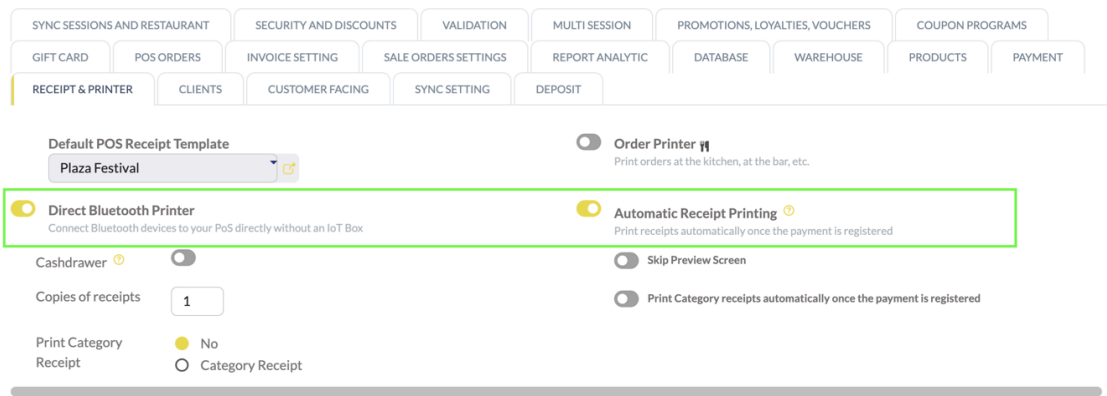 SYNC SESSIONS AND RESTAURANT SECURITY AND DISCOUNTS VALIDATION MULTI SESSION PROMOTIONS, LOYALTIES, VOUCHERS COUPON PROGRAMS
GIFT CARD POS ORDERS INVOICE SETTING SALE ORDERS SETTINGS REPORT ANALYTIC DATABASE WAREHOUSE PRODUCTS PAYMENT
RECEIPT & PRINTER CLIENTS CUSTOMER FACING SYNC SETTING DEPOSIT
Default POS Receipt Template
Plaza Festival
Order Printer
Print orders at the kitchen, at the bar, etc.
Direct Bluetooth Printer
Connect Bluetooth devices to your PoS directly without an IoT Box
Automatic Receipt Printing ?
Print receipts automatically once the payment is registered
Cashdrawer ?
Skip Preview Screen
Copies of receipts 1
Print Category receipts automatically once the payment is registered
Print Category
Receipt
No
Category Receipt